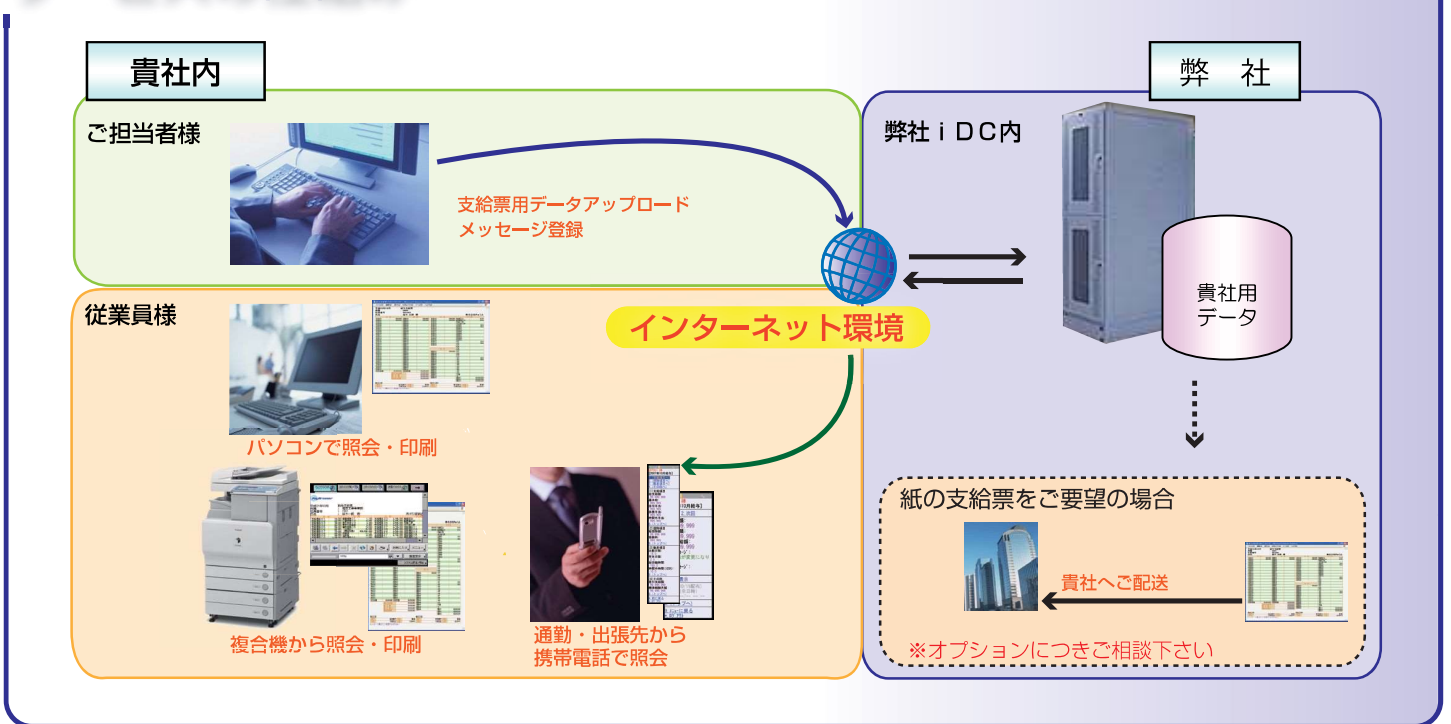 貴社内
弊 社
ご担当者様
支給票用データアップロード
メッセージ登録
弊社ｉＤＣ内
貴社用
データ
従業員様
インターネット環境
パソコンで照会・印刷
複合機から照会・印刷
通勤・出張先から
携帯電話で照会
紙の支給票をご要望の場合
貴社へご配送
※オプションにつきご相談下さい